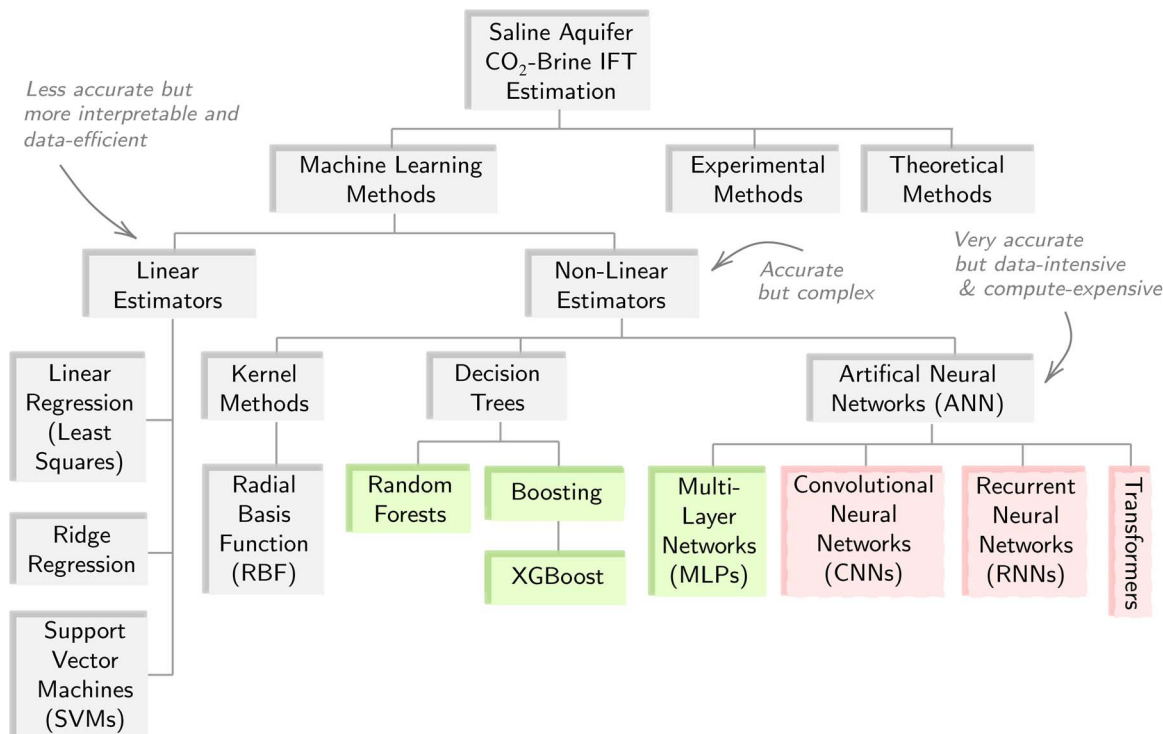 Saline Aquifer
CO₂-Brine IFT
Estimation
Less accurate but
more interpretable and
data-efficient
Machine Learning
Methods
Experimental
Methods
Theoretical
Methods
Linear
Estimators
Non-Linear
Estimators
Accurate
but complex
Very accurate
but data-intensive
& compute-expensive
Linear
Regression
(Least
Squares)
Kernel
Methods
Decision
Trees
Artifical Neural
Networks (ANN)
Radial
Basis
Function
(RBF)
Random
Forests
Boosting
XGBoost
Multi-
Layer
Networks
(MLPs)
Convolutional
Neural
Networks
(CNNs)
Recurrent
Neural
Networks
(RNNs)
Transformers
Ridge
Regression
Support
Vector
Machines
(SVMs)